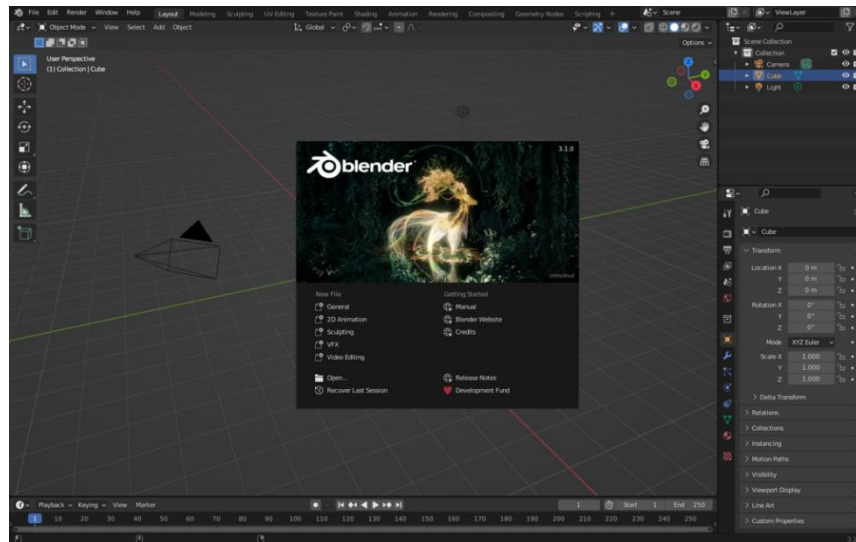 File Edit Render Window Help Layout Modeling Sculpting UV Editing Texture Paint Shading Animation Rendering Compositing Geometry Nodes Scripting + Scene ViewLayer
Object Mode View Select Add Object Global
Options
User Perspective
(1) Collection | Cube
Scene Collection
Collection
Camera
Cube
Light
blender
3.1.0
New File
General
2D Animation
Sculpting
VFX
Video Editing
Open...
Recover Last Session
Getting Started
Manual
Blender Website
Credits
Release Notes
Development Fund
Cube
Cube
Transform
Location X 0 m
Y 0 m
Z 0 m
Rotation X 0°
Y 0°
Z 0°
Mode XYZ Euler
Scale X 1.000
Y 1.000
Z 1.000
Delta Transform
Relations
Collections
Instancing
Motion Paths
Visibility
Viewport Display
Line Art
Custom Properties
Playback Keying View Marker 1 Start 1 End 250
1 10 20 30 40 50 60 70 80 90 100 110 120 130 140 150 160 170 180 190 200 210 220 230 240 250